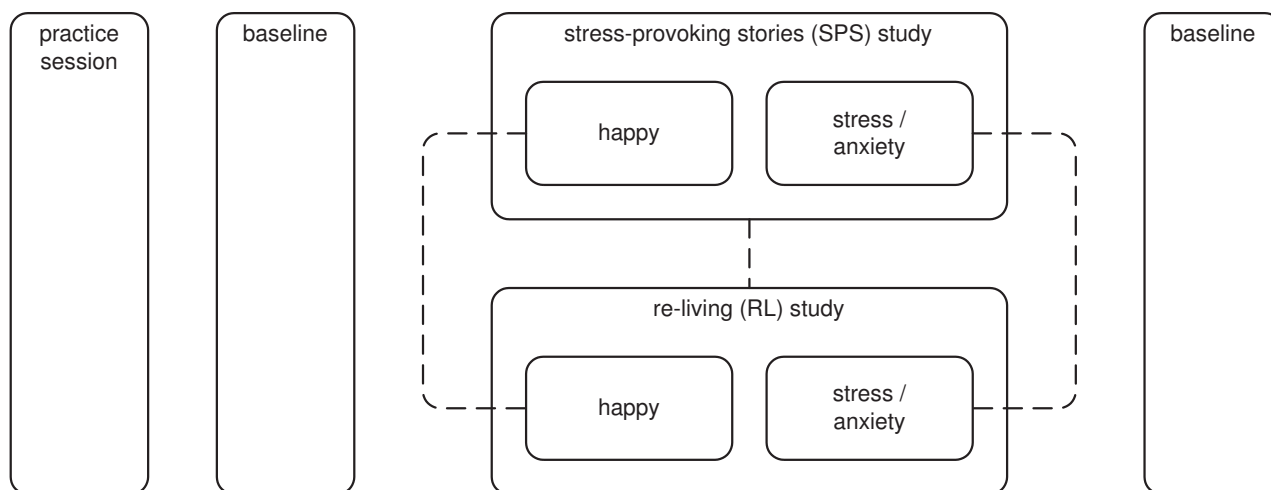 practice
session
baseline
stress-provoking stories (SPS) study
happy
stress /
anxiety
re-living (RL) study
happy
stress /
anxiety
baseline